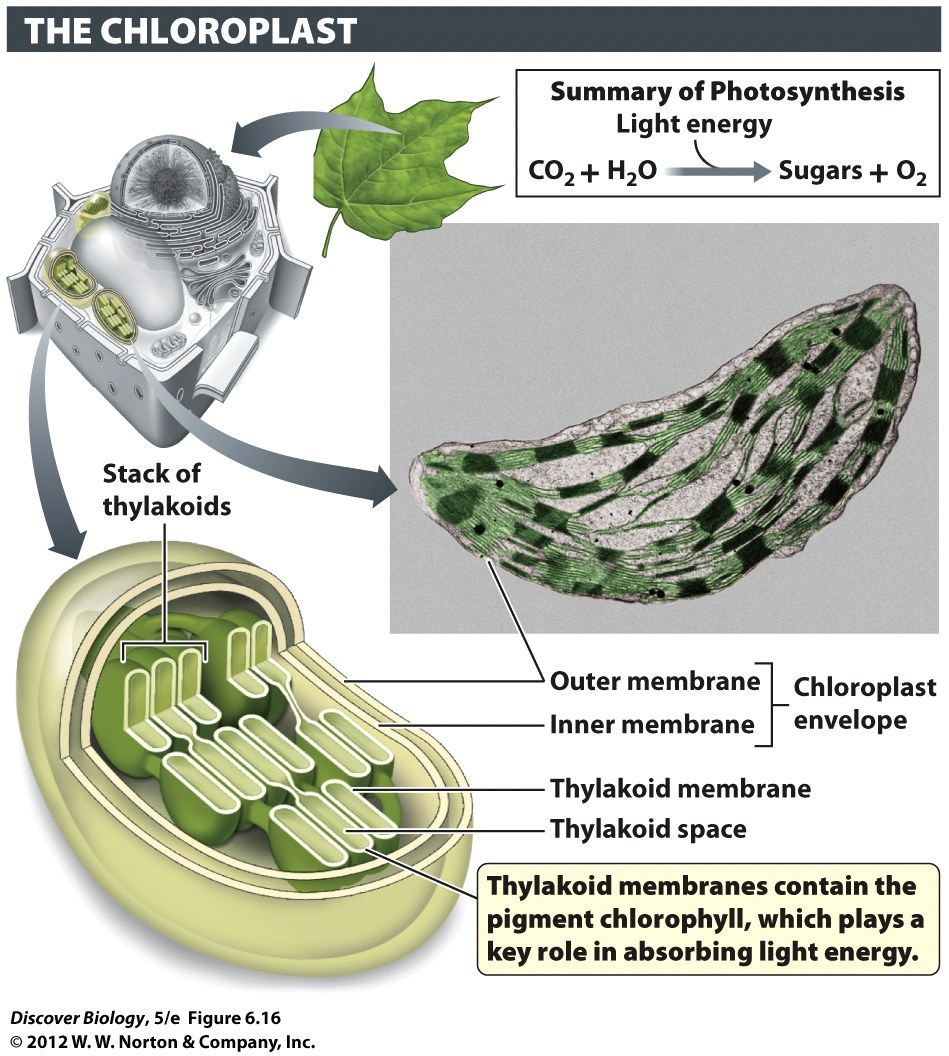 THE CHLOROPLAST
Summary of Photosynthesis
Light energy
CO₂ + H₂O Sugars + O₂
Stack of
thylakoids
Outer membrane
Inner membrane
Chloroplast
envelope
Thylakoid membrane
Thylakoid space
Thylakoid membranes contain the
pigment chlorophyll, which plays a
key role in absorbing light energy.
Discover Biology, 5/e Figure 6.16
© 2012 W. W. Norton & Company, Inc.